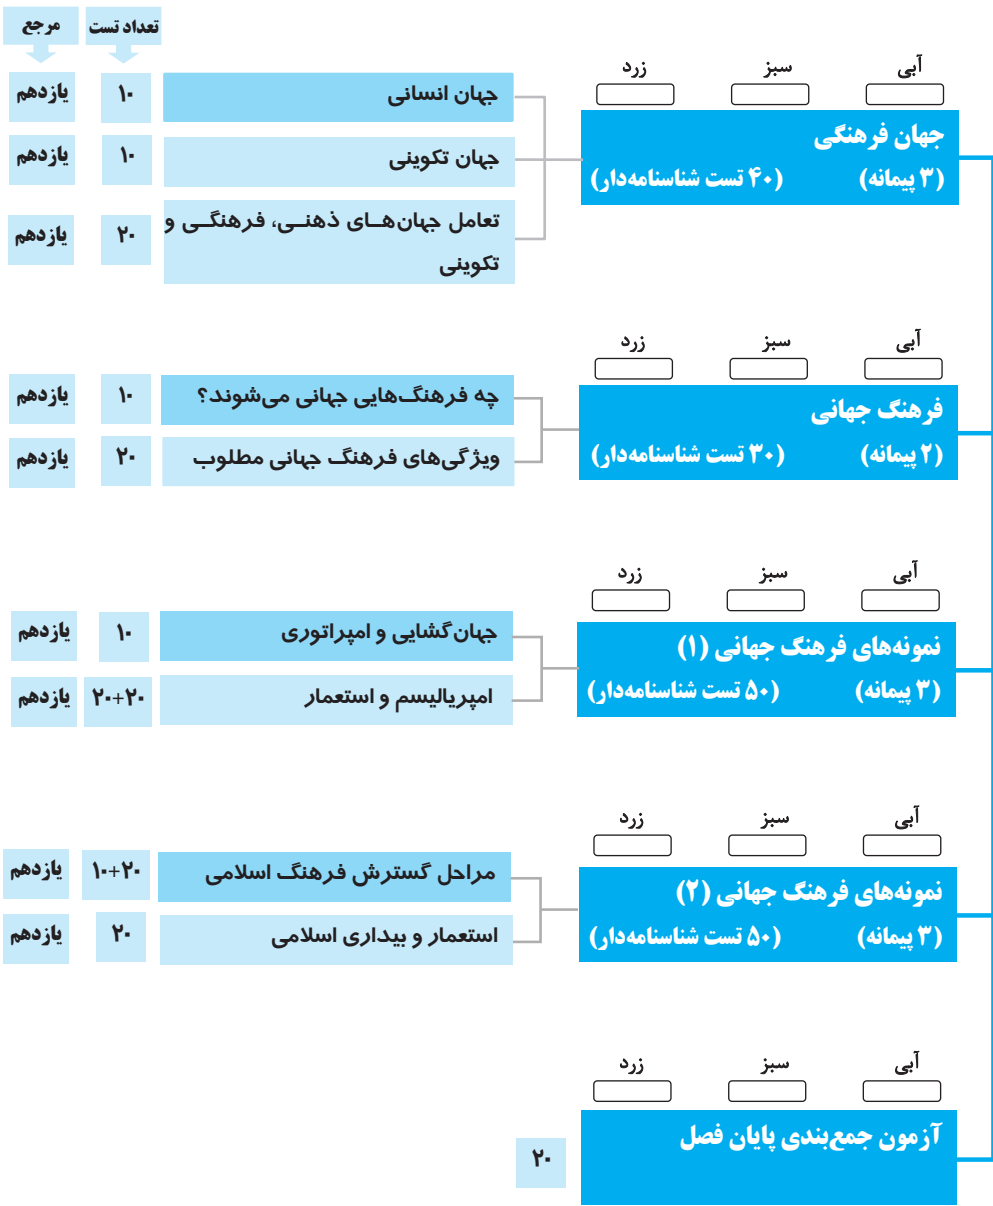 آبی سبز زرد تعداد تست مرجع
جهان فرهنگی
(۳ پیمانه) (۴۰ تست شناسنامه‌دار)
جهان انسانی ۱۰ یازدهم
جهان تکوینی ۱۰ یازدهم
تعامل جهان‌هــای ذهنــی، فرهنگــی و
تکوینی ۲۰ یازدهم
آبی سبز زرد
فرهنگ جهانی
(۲ پیمانه) (۳۰ تست شناسنامه‌دار)
چه فرهنگ‌هایی جهانی می‌شوند؟ ۱۰ یازدهم
ویژگی‌های فرهنگ جهانی مطلوب ۲۰ یازدهم
آبی سبز زرد
نمونه‌های فرهنگ جهانی (۱)
(۳ پیمانه) (۵۰ تست شناسنامه‌دار)
جهان‌گشایی و امپراتوری ۱۰ یازدهم
امپریالیسم و استعمار ۲۰+۲۰ یازدهم
آبی سبز زرد
نمونه‌های فرهنگ جهانی (۲)
(۳ پیمانه) (۵۰ تست شناسنامه‌دار)
مراحل گسترش فرهنگ اسلامی ۱۰+۲۰ یازدهم
استعمار و بیداری اسلامی ۲۰ یازدهم
آبی سبز زرد
آزمون جمع‌بندی پایان فصل ۲۰